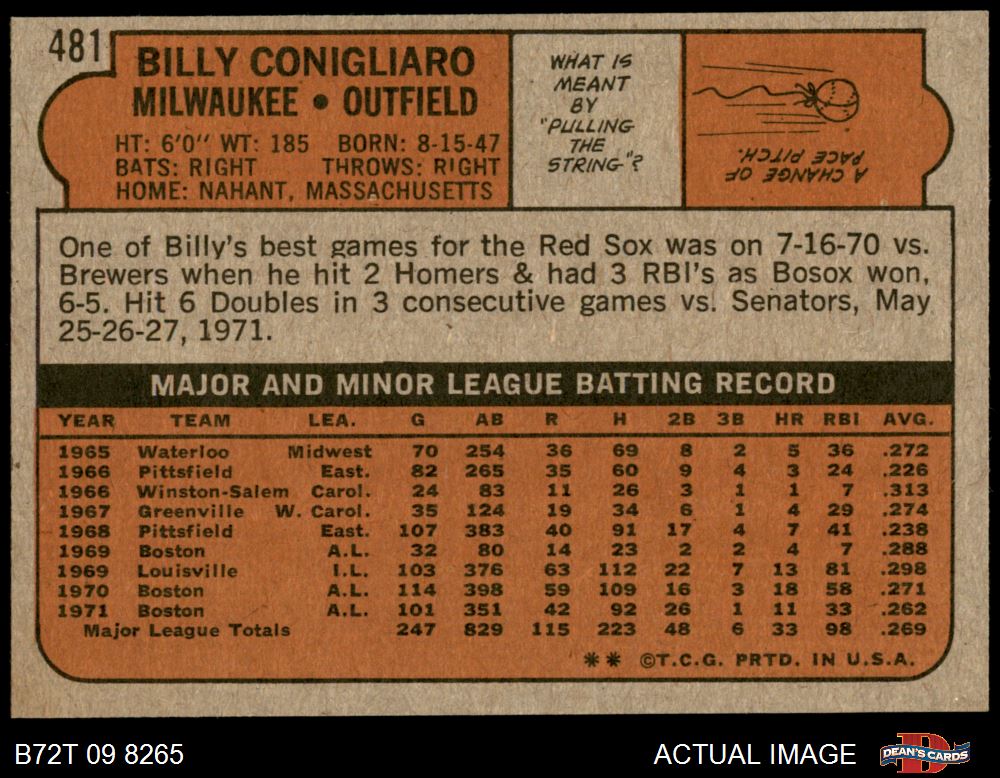 481
BILLY CONIGLIARO
MILWAUKEE • OUTFIELD
HT: 6'0" WT: 185 BORN: 8-15-47
BATS: RIGHT THROWS: RIGHT
HOME: NAHANT, MASSACHUSETTS
WHAT IS
MEANT
BY
"PULLING
THE
STRING"?
A CHANGE OF
PACE PITCH.
One of Billy's best games for the Red Sox was on 7-16-70 vs.
Brewers when he hit 2 Homers & had 3 RBI's as Bosox won,
6-5. Hit 6 Doubles in 3 consecutive games vs. Senators, May
25-26-27, 1971.
MAJOR AND MINOR LEAGUE BATTING RECORD
YEAR TEAM LEA. G AB R H 2B 3B HR RBI AVG.
1965 Waterloo Midwest 70 254 36 69 8 2 5 36 .272
1966 Pittsfield East. 82 265 35 60 9 4 3 24 .226
1966 Winston-Salem Carol. 24 83 11 26 3 1 1 7 .313
1967 Greenville W. Carol. 35 124 19 34 6 1 4 29 .274
1968 Pittsfield East. 107 383 40 91 17 4 7 41 .238
1969 Boston A.L. 32 80 14 23 2 2 4 7 .288
1969 Louisville I.L. 103 376 63 112 22 7 13 81 .298
1970 Boston A.L. 114 398 59 109 16 3 18 58 .271
1971 Boston A.L. 101 351 42 92 26 1 11 33 .262
Major League Totals 247 829 115 223 48 6 33 98 .269
** ©T.C.G. PRTD. IN U.S.A.
B72T 09 8265
ACTUAL IMAGE
D
DEAN'S CARDS